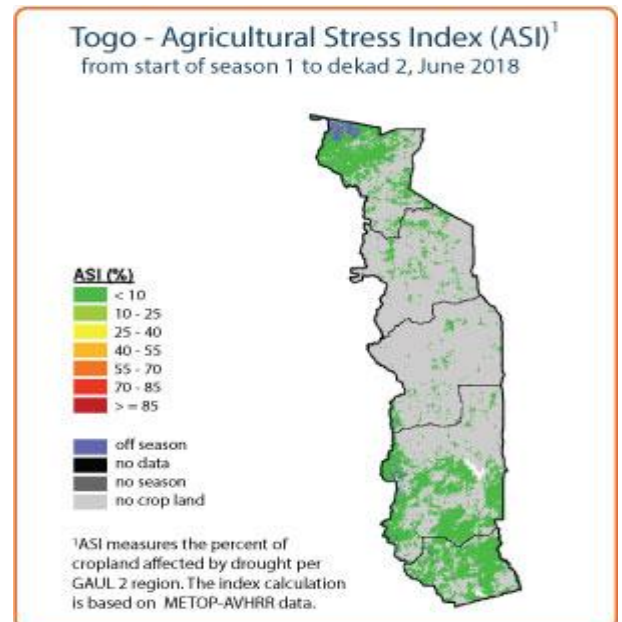 Togo - Agricultural Stress Index (ASI)1
from start of season 1 to dekad 2, June 2018
ASI (%)
< 10
10 - 25
25 - 40
40 - 55
55 - 70
70 - 85
> = 85
off season
no data
no season
no crop land
1ASI measures the percent of
cropland affected by drought per
GAUL 2 region. The index calculation
is based on METOP-AVHRR data.